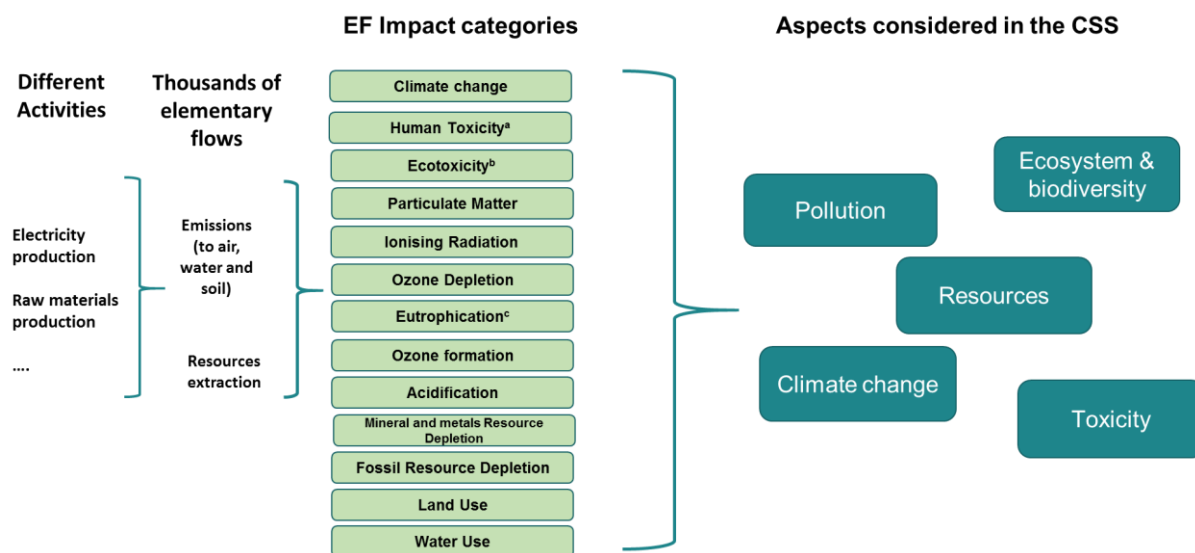 EF Impact categories
Aspects considered in the CSS
Different
Activities
Thousands of
elementary
flows
Electricity
production
Raw materials
production
....
Emissions
(to air,
water and
soil)
Resources
extraction
Climate change
Human Toxicityᵃ
Ecotoxicityᵇ
Particulate Matter
Ionising Radiation
Ozone Depletion
Eutrophicationᶜ
Ozone formation
Acidification
Mineral and metals Resource
Depletion
Fossil Resource Depletion
Land Use
Water Use
Ecosystem &
biodiversity
Pollution
Resources
Climate change
Toxicity